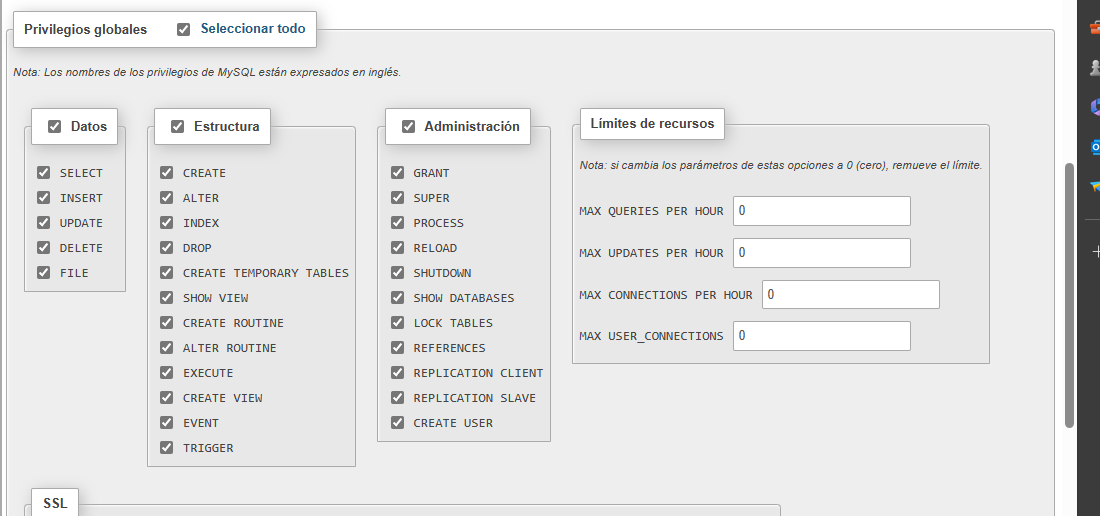 Privilegios globales Seleccionar todo
Nota: Los nombres de los privilegios de MySQL están expresados en inglés.
Datos
SELECT
INSERT
UPDATE
DELETE
FILE
Estructura
CREATE
ALTER
INDEX
DROP
CREATE TEMPORARY TABLES
SHOW VIEW
CREATE ROUTINE
ALTER ROUTINE
EXECUTE
CREATE VIEW
EVENT
TRIGGER
Administración
GRANT
SUPER
PROCESS
RELOAD
SHUTDOWN
SHOW DATABASES
LOCK TABLES
REFERENCES
REPLICATION CLIENT
REPLICATION SLAVE
CREATE USER
Límites de recursos
Nota: si cambia los parámetros de estas opciones a 0 (cero), remueve el límite.
MAX QUERIES PER HOUR 0
MAX UPDATES PER HOUR 0
MAX CONNECTIONS PER HOUR 0
MAX USER_CONNECTIONS 0
SSL